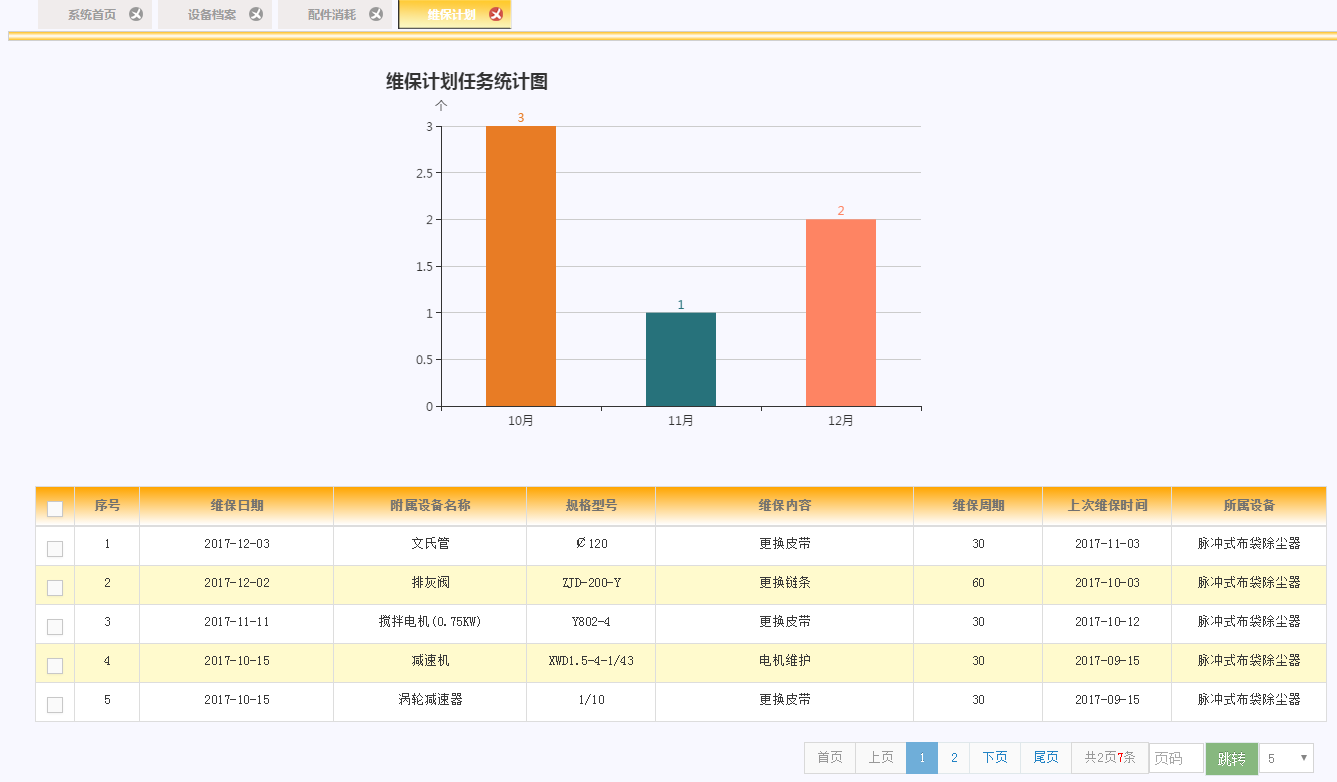 系统首页 设备档案 配件消耗 维保计划
维保计划任务统计图
个
3
3
2.5
2
2
1.5
1
1
0.5
0
10月 11月 12月
序号 维保日期 附属设备名称 规格型号 维保内容 维保周期 上次维保时间 所属设备
1 2017-12-03 文氏管 ₡120 更换皮带 30 2017-11-03 脉冲式布袋除尘器
2 2017-12-02 排灰阀 ZJD-200-Y 更换链条 60 2017-10-03 脉冲式布袋除尘器
3 2017-11-11 搅拌电机(0.75KW) Y802-4 更换皮带 30 2017-10-12 脉冲式布袋除尘器
4 2017-10-15 减速机 XWD1.5-4-1/43 电机维护 30 2017-09-15 脉冲式布袋除尘器
5 2017-10-15 涡轮减速器 1/10 更换皮带 30 2017-09-15 脉冲式布袋除尘器
首页 上页 1 2 下页 尾页 共2页7条 页码 跳转 5